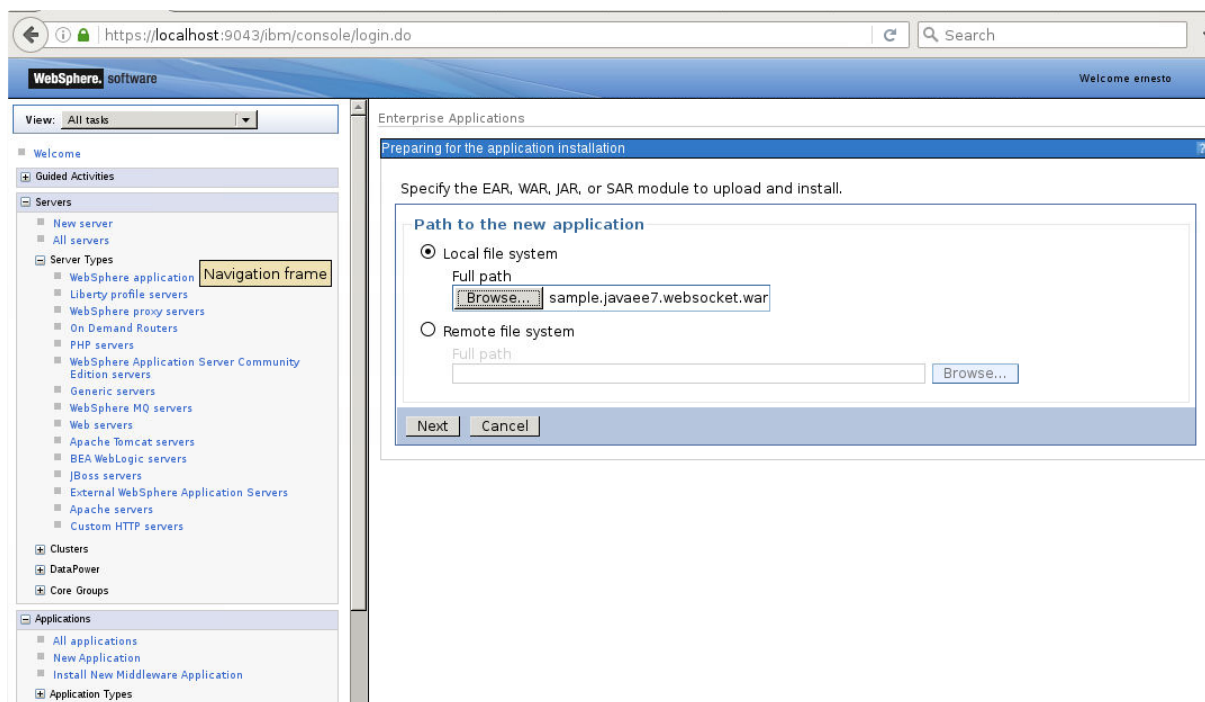 https://localhost:9043/ibm/console/login.do
Search
WebSphere. software
Welcome ernesto
View: All tasks
Welcome
Guided Activities
Servers
New server
All servers
Server Types
WebSphere application
Navigation frame
Liberty profile servers
WebSphere proxy servers
On Demand Routers
PHP servers
WebSphere Application Server Community
Edition servers
Generic servers
WebSphere MQ servers
Web servers
Apache Tomcat servers
BEA WebLogic servers
JBoss servers
External WebSphere Application Servers
Apache servers
Custom HTTP servers
Clusters
DataPower
Core Groups
Applications
All applications
New Application
Install New Middleware Application
Application Types
Enterprise Applications
Preparing for the application installation
?
Specify the EAR, WAR, JAR, or SAR module to upload and install.
Path to the new application
Local file system
Full path
Browse... sample.javaee7.websocket.war
Remote file system
Full path
Browse...
Next Cancel